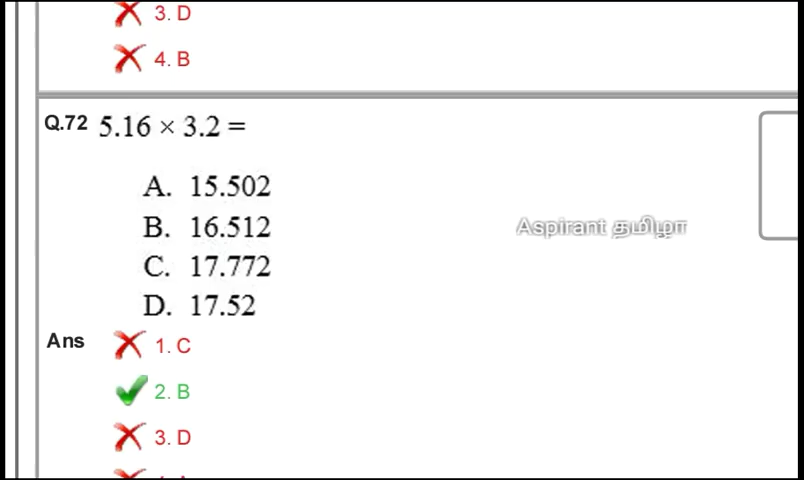 3. D
4. B
Q.72 5.16 × 3.2 =
A. 15.502
B. 16.512
Aspirant தமிழா
C. 17.772
D. 17.52
Ans
1. C
2. B
3. D